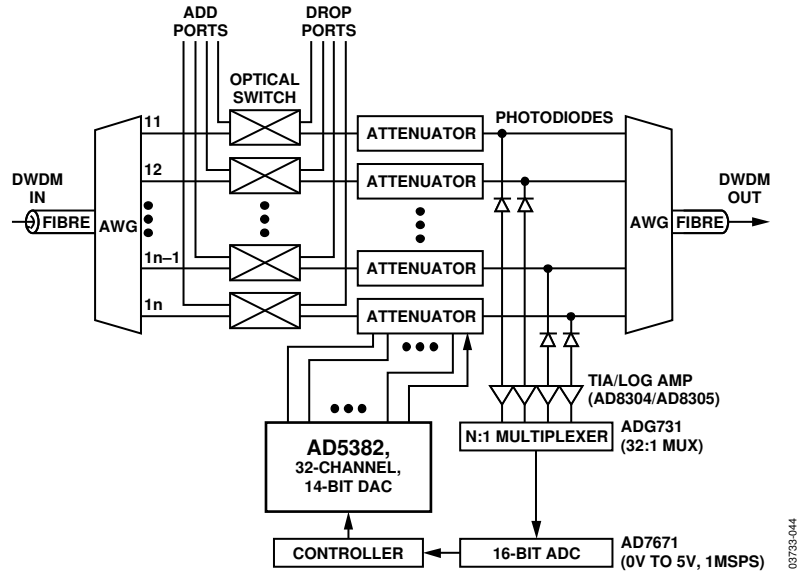 ADD
PORTS
DROP
PORTS
OPTICAL
SWITCH
PHOTODIODES
11
12
1n–1
1n
ATTENUATOR
ATTENUATOR
ATTENUATOR
ATTENUATOR
DWDM
IN
FIBRE
AWG
AWG
FIBRE
DWDM
OUT
TIA/LOG AMP
(AD8304/AD8305)
AD5382,
32-CHANNEL,
14-BIT DAC
N:1 MULTIPLEXER
ADG731
(32:1 MUX)
CONTROLLER
16-BIT ADC
AD7671
(0V TO 5V, 1MSPS)
03733-044